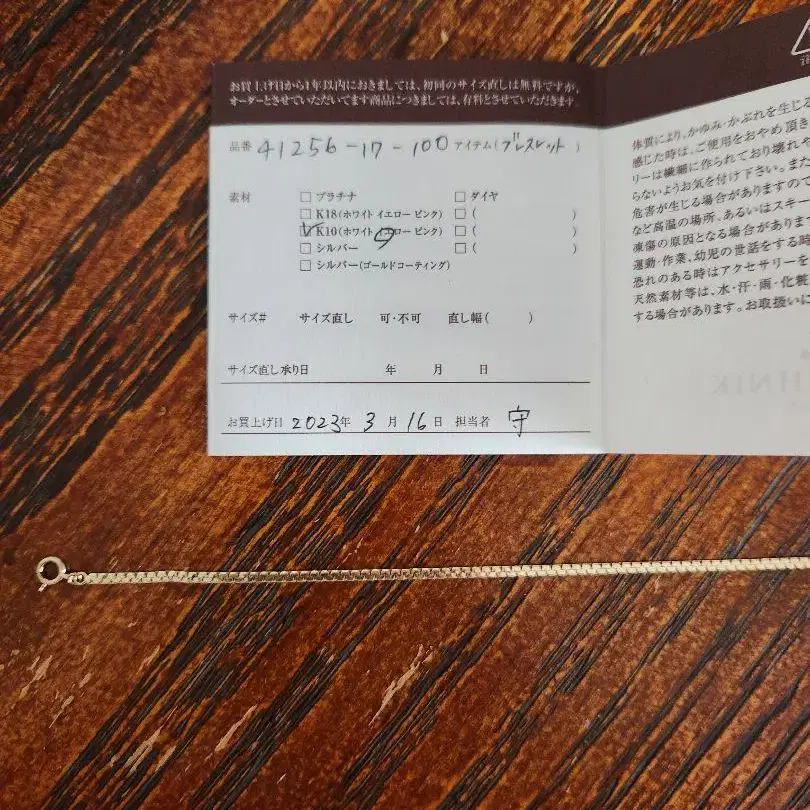 お買上げ日から1年以内におきましては、初回のサイズ直しは無料ですが、
オーダーとさせていただいてます商品につきましては、有料とさせていただきます。
品番 41256-17-100 アイテム(ブレスレット)
素材 □ プラチナ □ ダイヤ
□ K18(ホワイト イエロー ピンク) □( )
☑ K10(ホワイト イエロー ピンク) □( )
□ シルバー □( )
□ シルバー(ゴールドコーティング)
サイズ# サイズ直し 可・不可 直し幅( )
サイズ直し承り日 年 月 日
お買上げ日 2023年 3月 16日 担当者 守
体質により、かゆみ・かぶれを生じ
感じた時は、ご使用をおやめ頂き
リーは繊細に作られており壊れや
らないようお気を付け下さい。また
危害が生じる場合がありますので
など高温の場所、あるいはスキー
凍傷の原因となる場合があります
運動・作業、幼児の世話をする時
恐れのある時はアクセサリーを
天然素材等は、水・汗・雨・化粧
する場合があります。お取扱いに